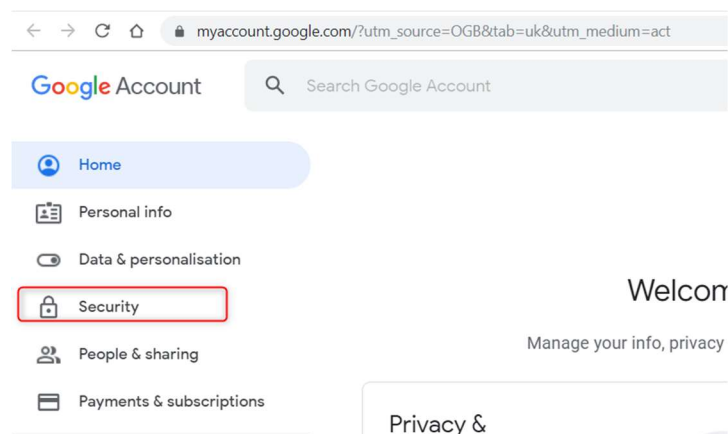 myaccount.google.com/?utm_source=OGB&tab=uk&utm_medium=act
Google Account
Search Google Account
Home
Personal info
Data & personalisation
Security
People & sharing
Payments & subscriptions
Welcom
Manage your info, privacy
Privacy &